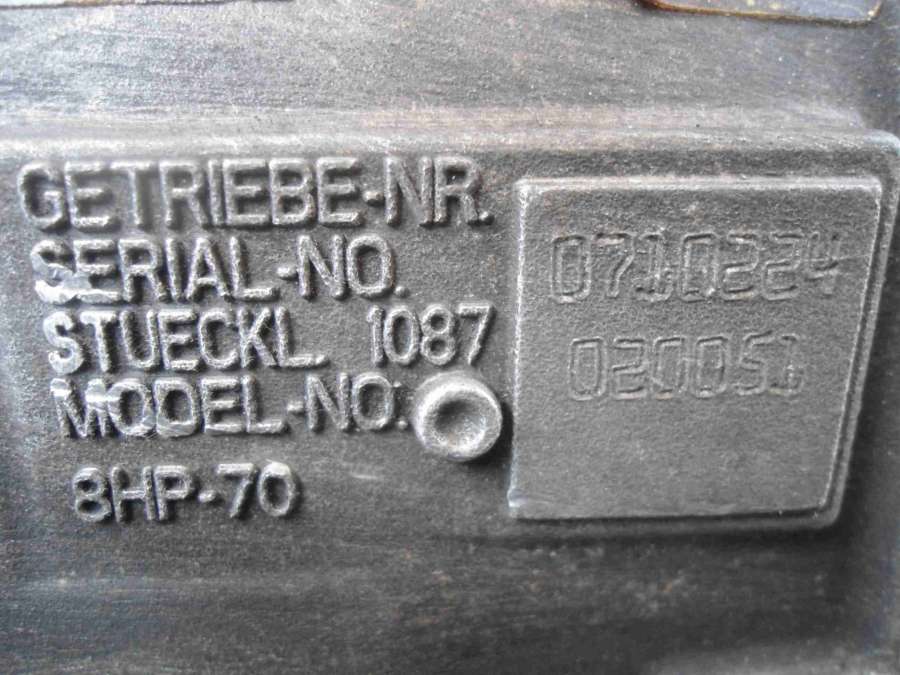 GETRIEBE-NR.
SERIAL-NO.
STUECKL. 1087
MODEL-NO.
8HP-70
0710224
020051